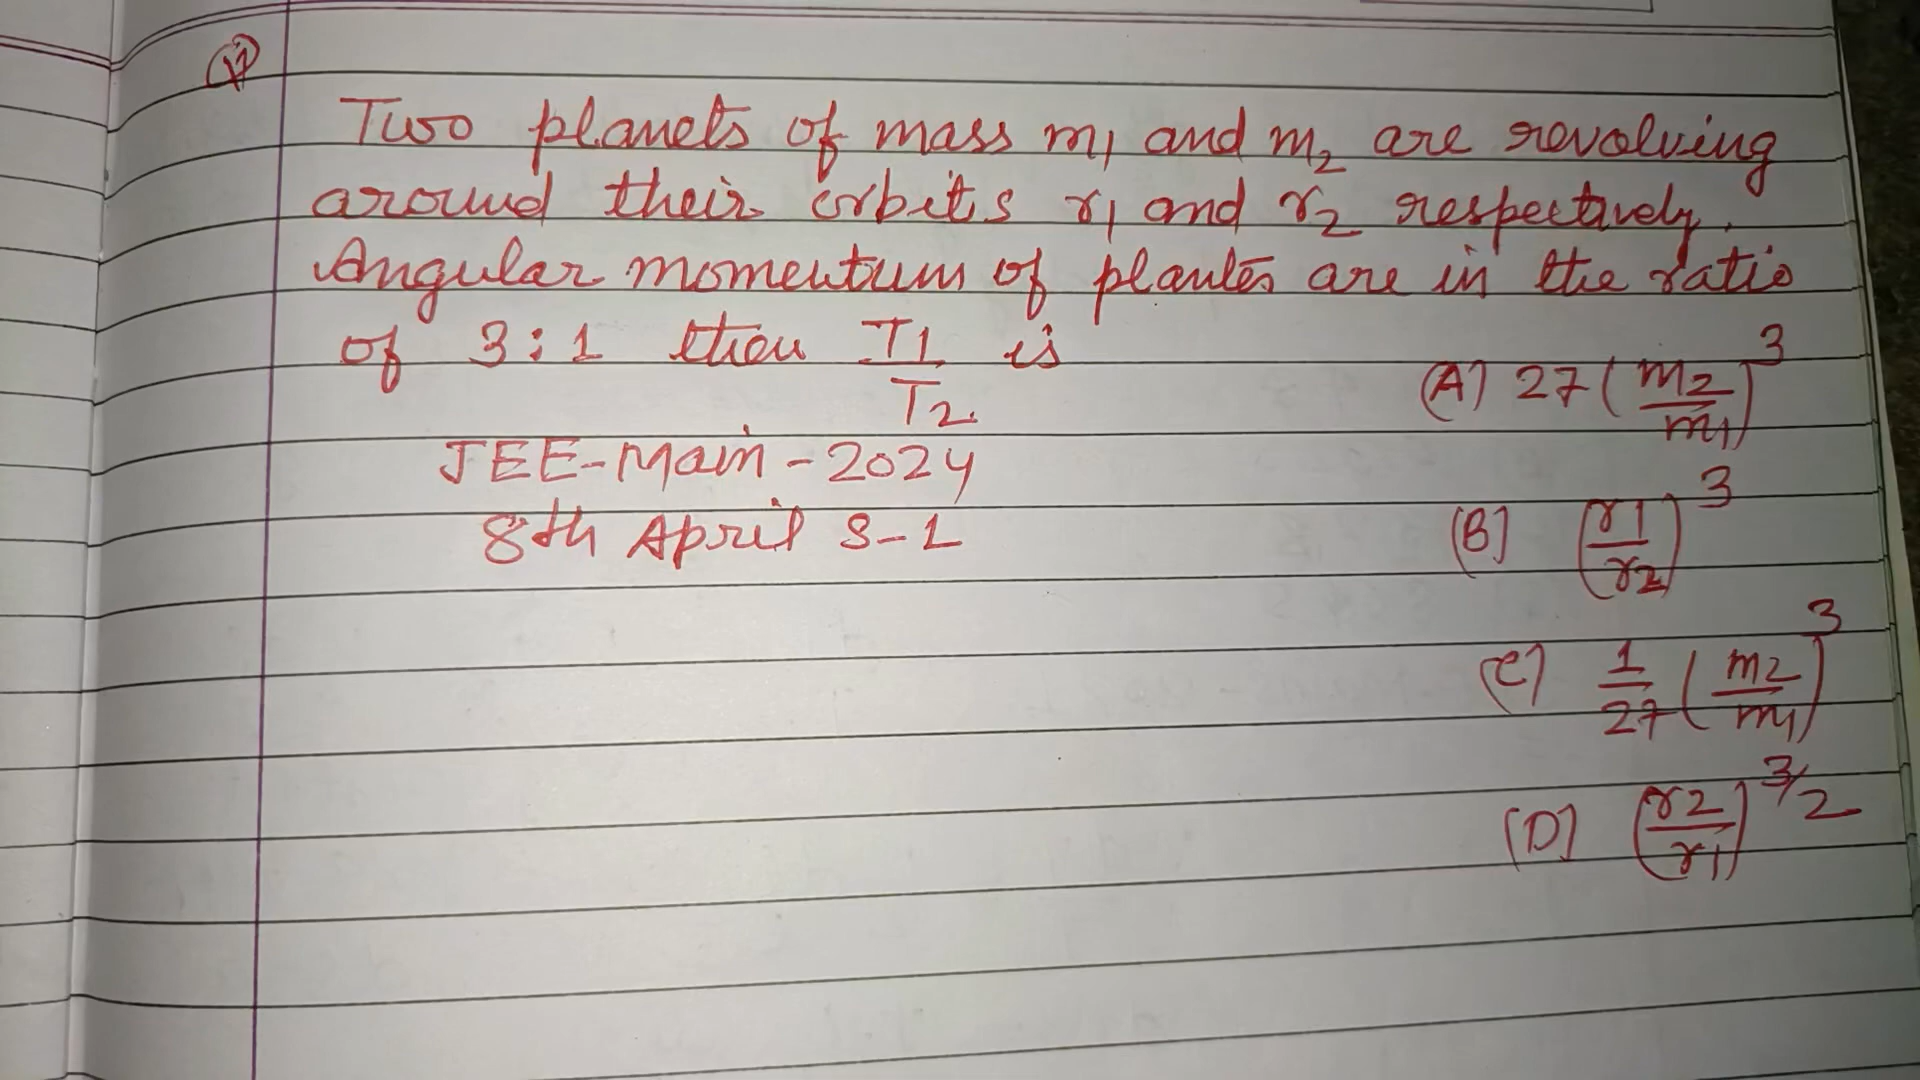 Two planets of mass m1 and m2 are revolving
around their orbits r1 and r2 respectively.
Angular momentum of planets are in the ratio
of 3:1 then T1/T2 is
JEE-Main-2024
8th April S-1
(A) 27 (m2/m1)^3
(B) (r1/r2)^3
(C) 1/27 (m2/m1)^3
(D) (r2/r1)^3/2